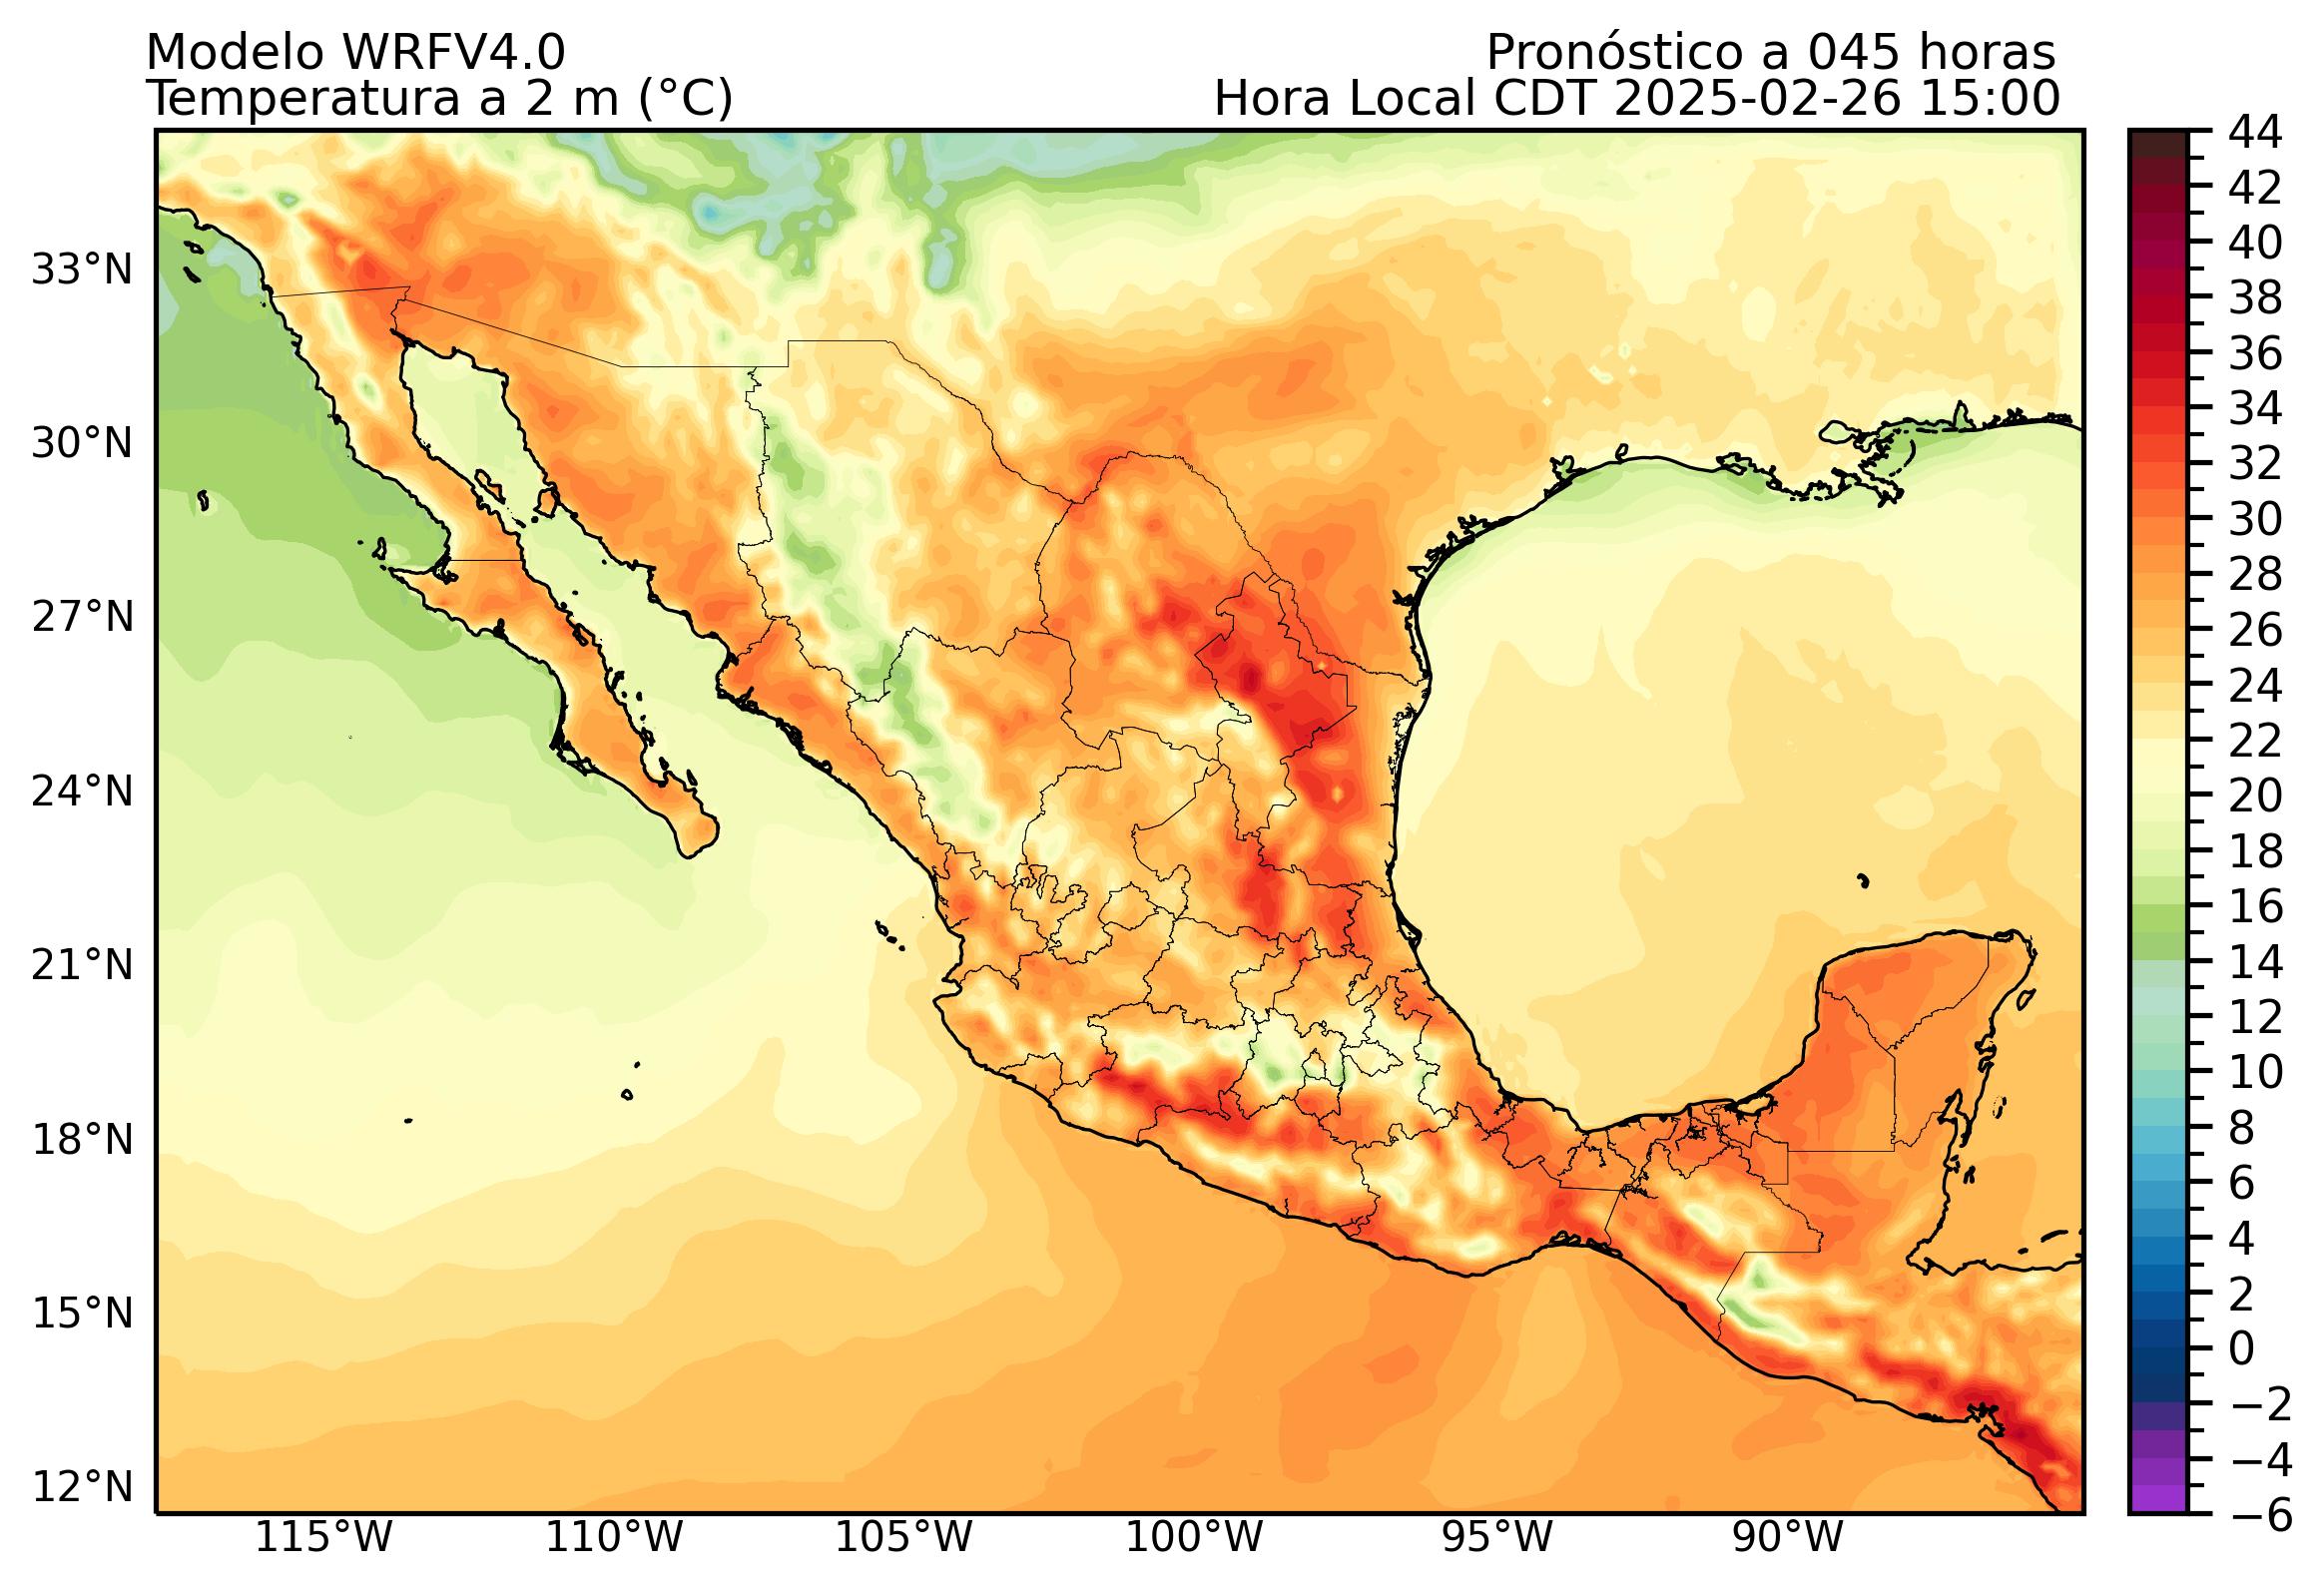 Modelo WRFV4.0
Pronóstico a 045 horas
Temperatura a 2 m (°C)
Hora Local CDT 2025-02-26 15:00
33°N
30°N
27°N
24°N
21°N
18°N
15°N
12°N
115°W
110°W
105°W
100°W
95°W
90°W
44
42
40
38
36
34
32
30
28
26
24
22
20
18
16
14
12
10
8
6
4
2
0
−2
−4
−6